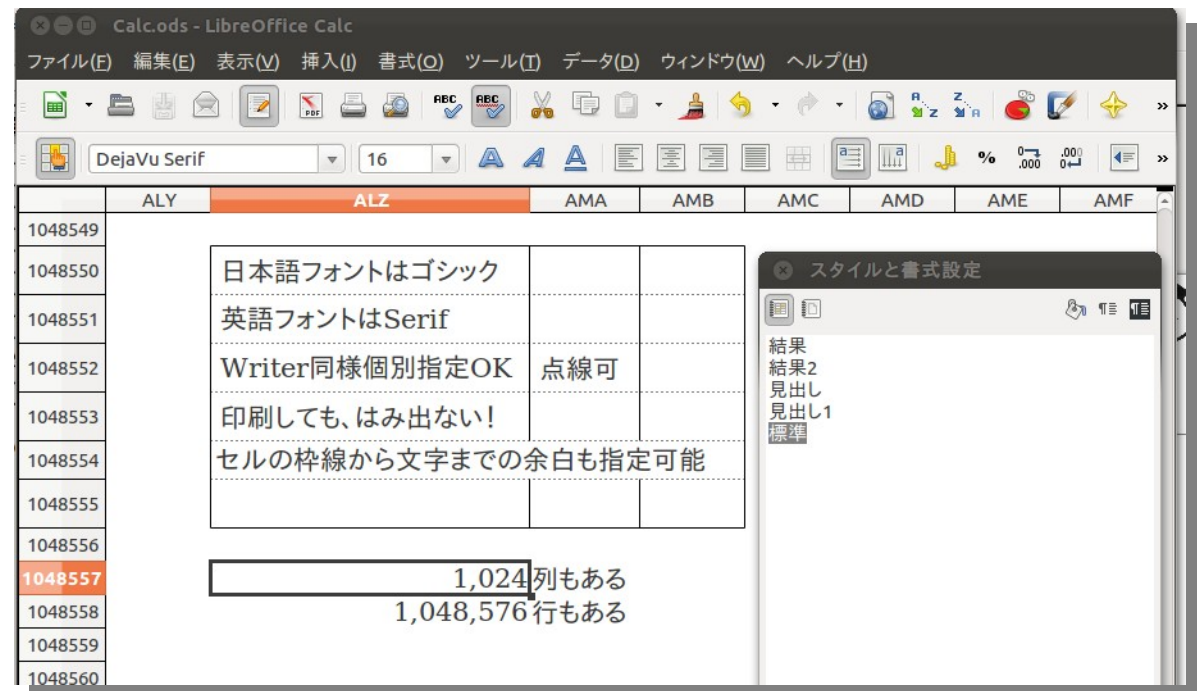 Calc.ods - LibreOffice Calc
ファイル(F) 編集(E) 表示(V) 挿入(I) 書式(O) ツール(T) データ(D) ウィンドウ(W) ヘルプ(H)
DejaVu Serif 16
ALY ALZ AMA AMB AMC AMD AME AMF
1048549
1048550 日本語フォントはゴシック
1048551 英語フォントはSerif
1048552 Writer同様個別指定OK 点線可
1048553 印刷しても、はみ出ない！
1048554 セルの枠線から文字までの余白も指定可能
1048555
1048556
1048557 1,024 列もある
1048558 1,048,576 行もある
1048559
1048560
スタイルと書式設定
結果
結果2
見出し
見出し1
標準